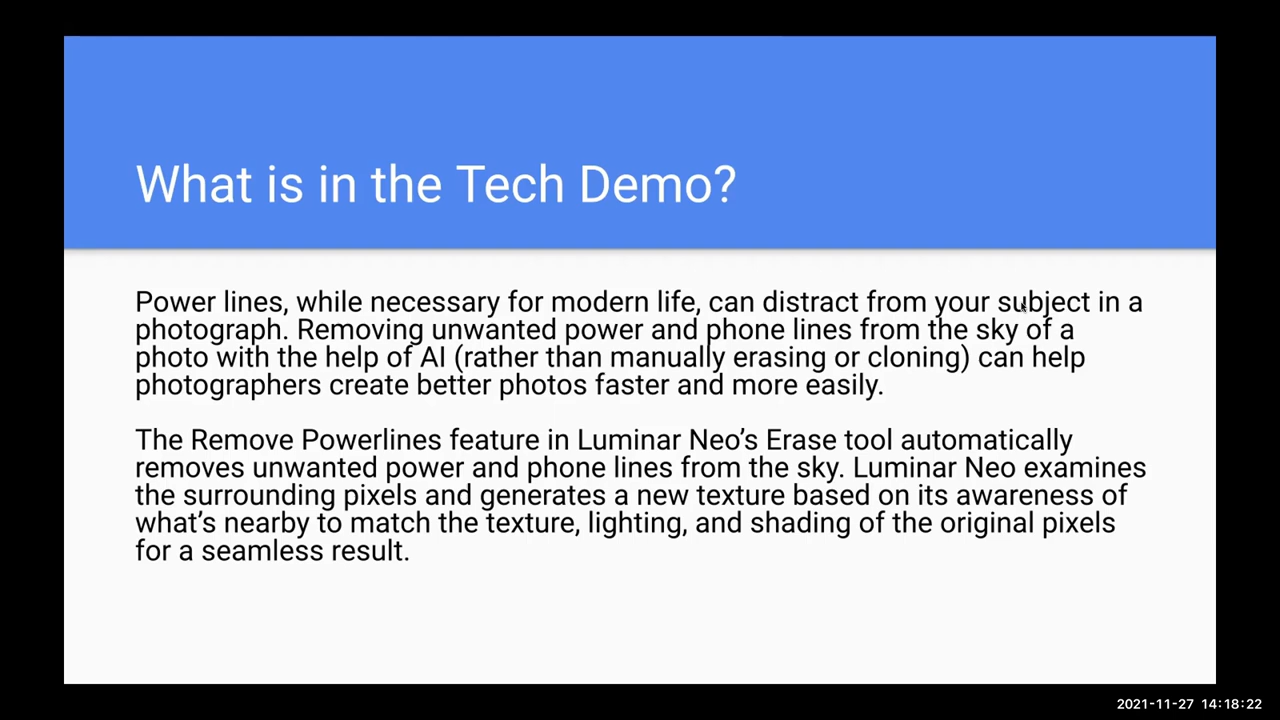 What is in the Tech Demo?
Power lines, while necessary for modern life, can distract from your subject in a
photograph. Removing unwanted power and phone lines from the sky of a
photo with the help of AI (rather than manually erasing or cloning) can help
photographers create better photos faster and more easily.
The Remove Powerlines feature in Luminar Neo’s Erase tool automatically
removes unwanted power and phone lines from the sky. Luminar Neo examines
the surrounding pixels and generates a new texture based on its awareness of
what’s nearby to match the texture, lighting, and shading of the original pixels
for a seamless result.
2021-11-27 14:18:22